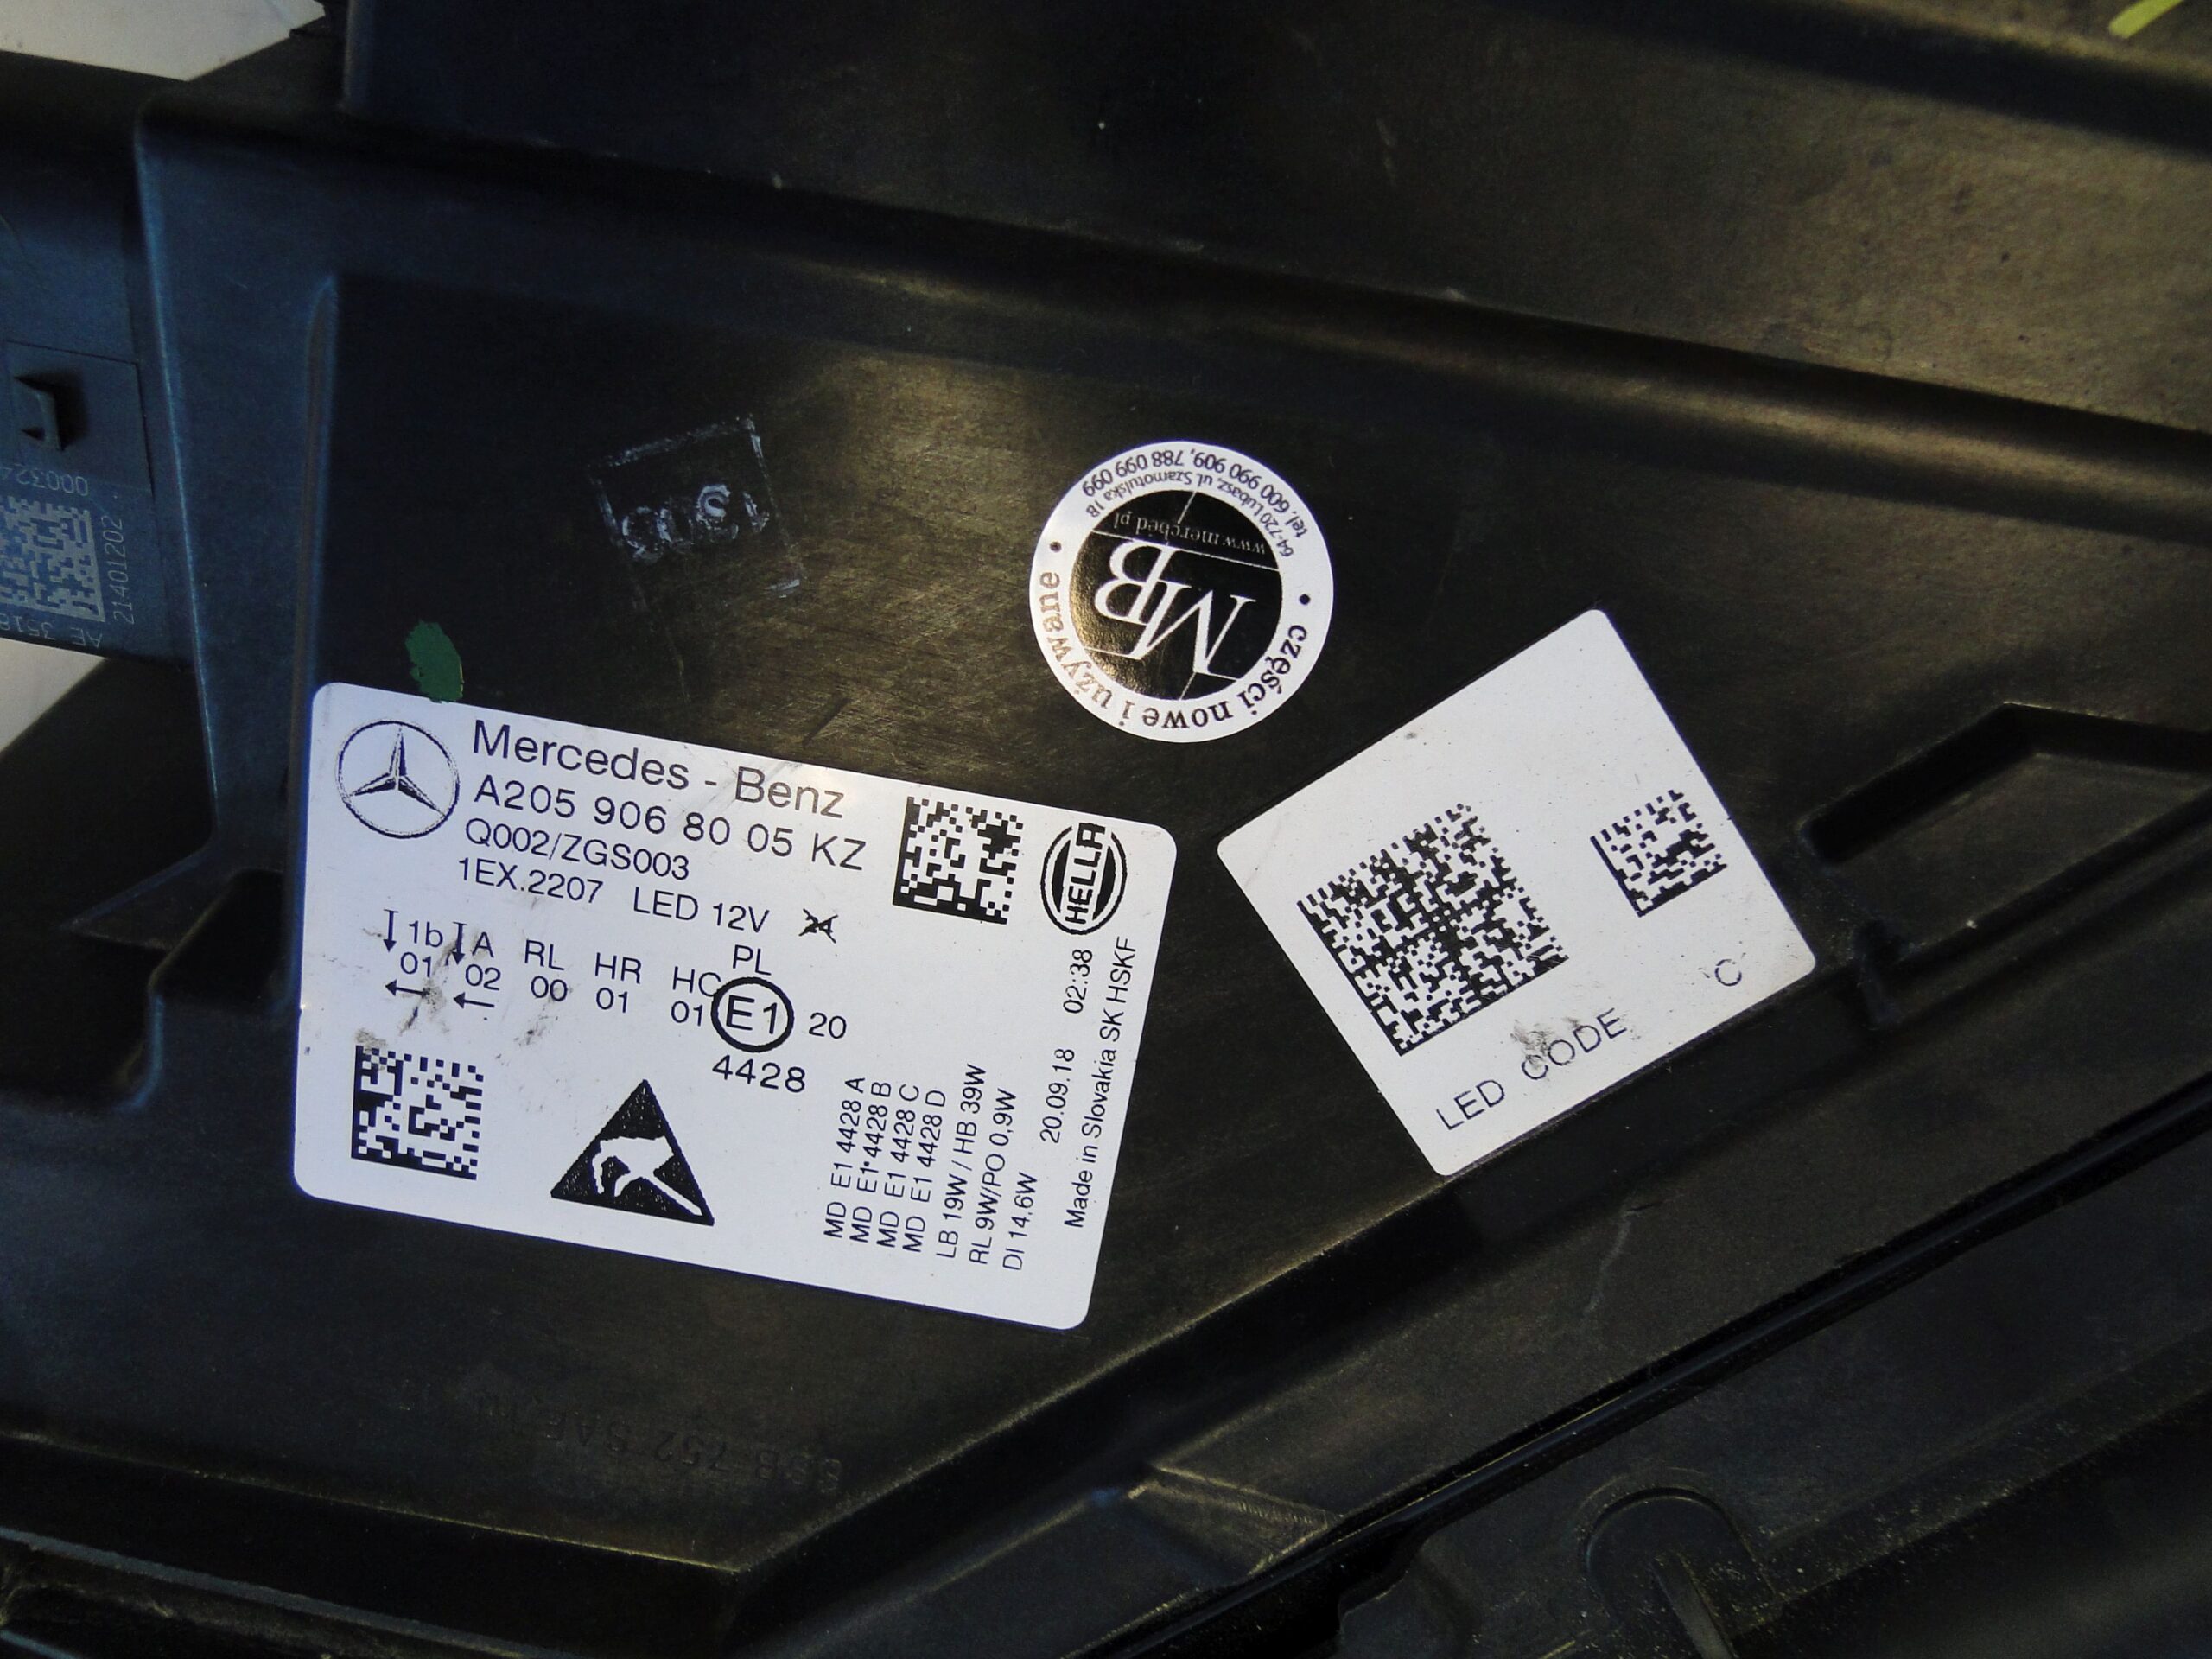 Mercedes - Benz
A205 906 80 05 KZ
Q002/ZGS003
1EX.2207 LED 12V
HELLA
1b A RL HR HC PL
01 02 00 01 01 E1 20
4428
MD E1 4428 A
MD E1 4428 B
MD E1 4428 C
MD E1 4428 D
LB 19W / HB 39W
RL 9W/PO 0,9W
DI 14,6W
20.09.18 02:38
Made in Slovakia SK HSKF
LED CODE
C
części nowe i używane
MB
www.mercbed.pl
64-720 Lubasz, ul. Szamotulska 1B
tel. 600 990 909, 788 099 099
21401202